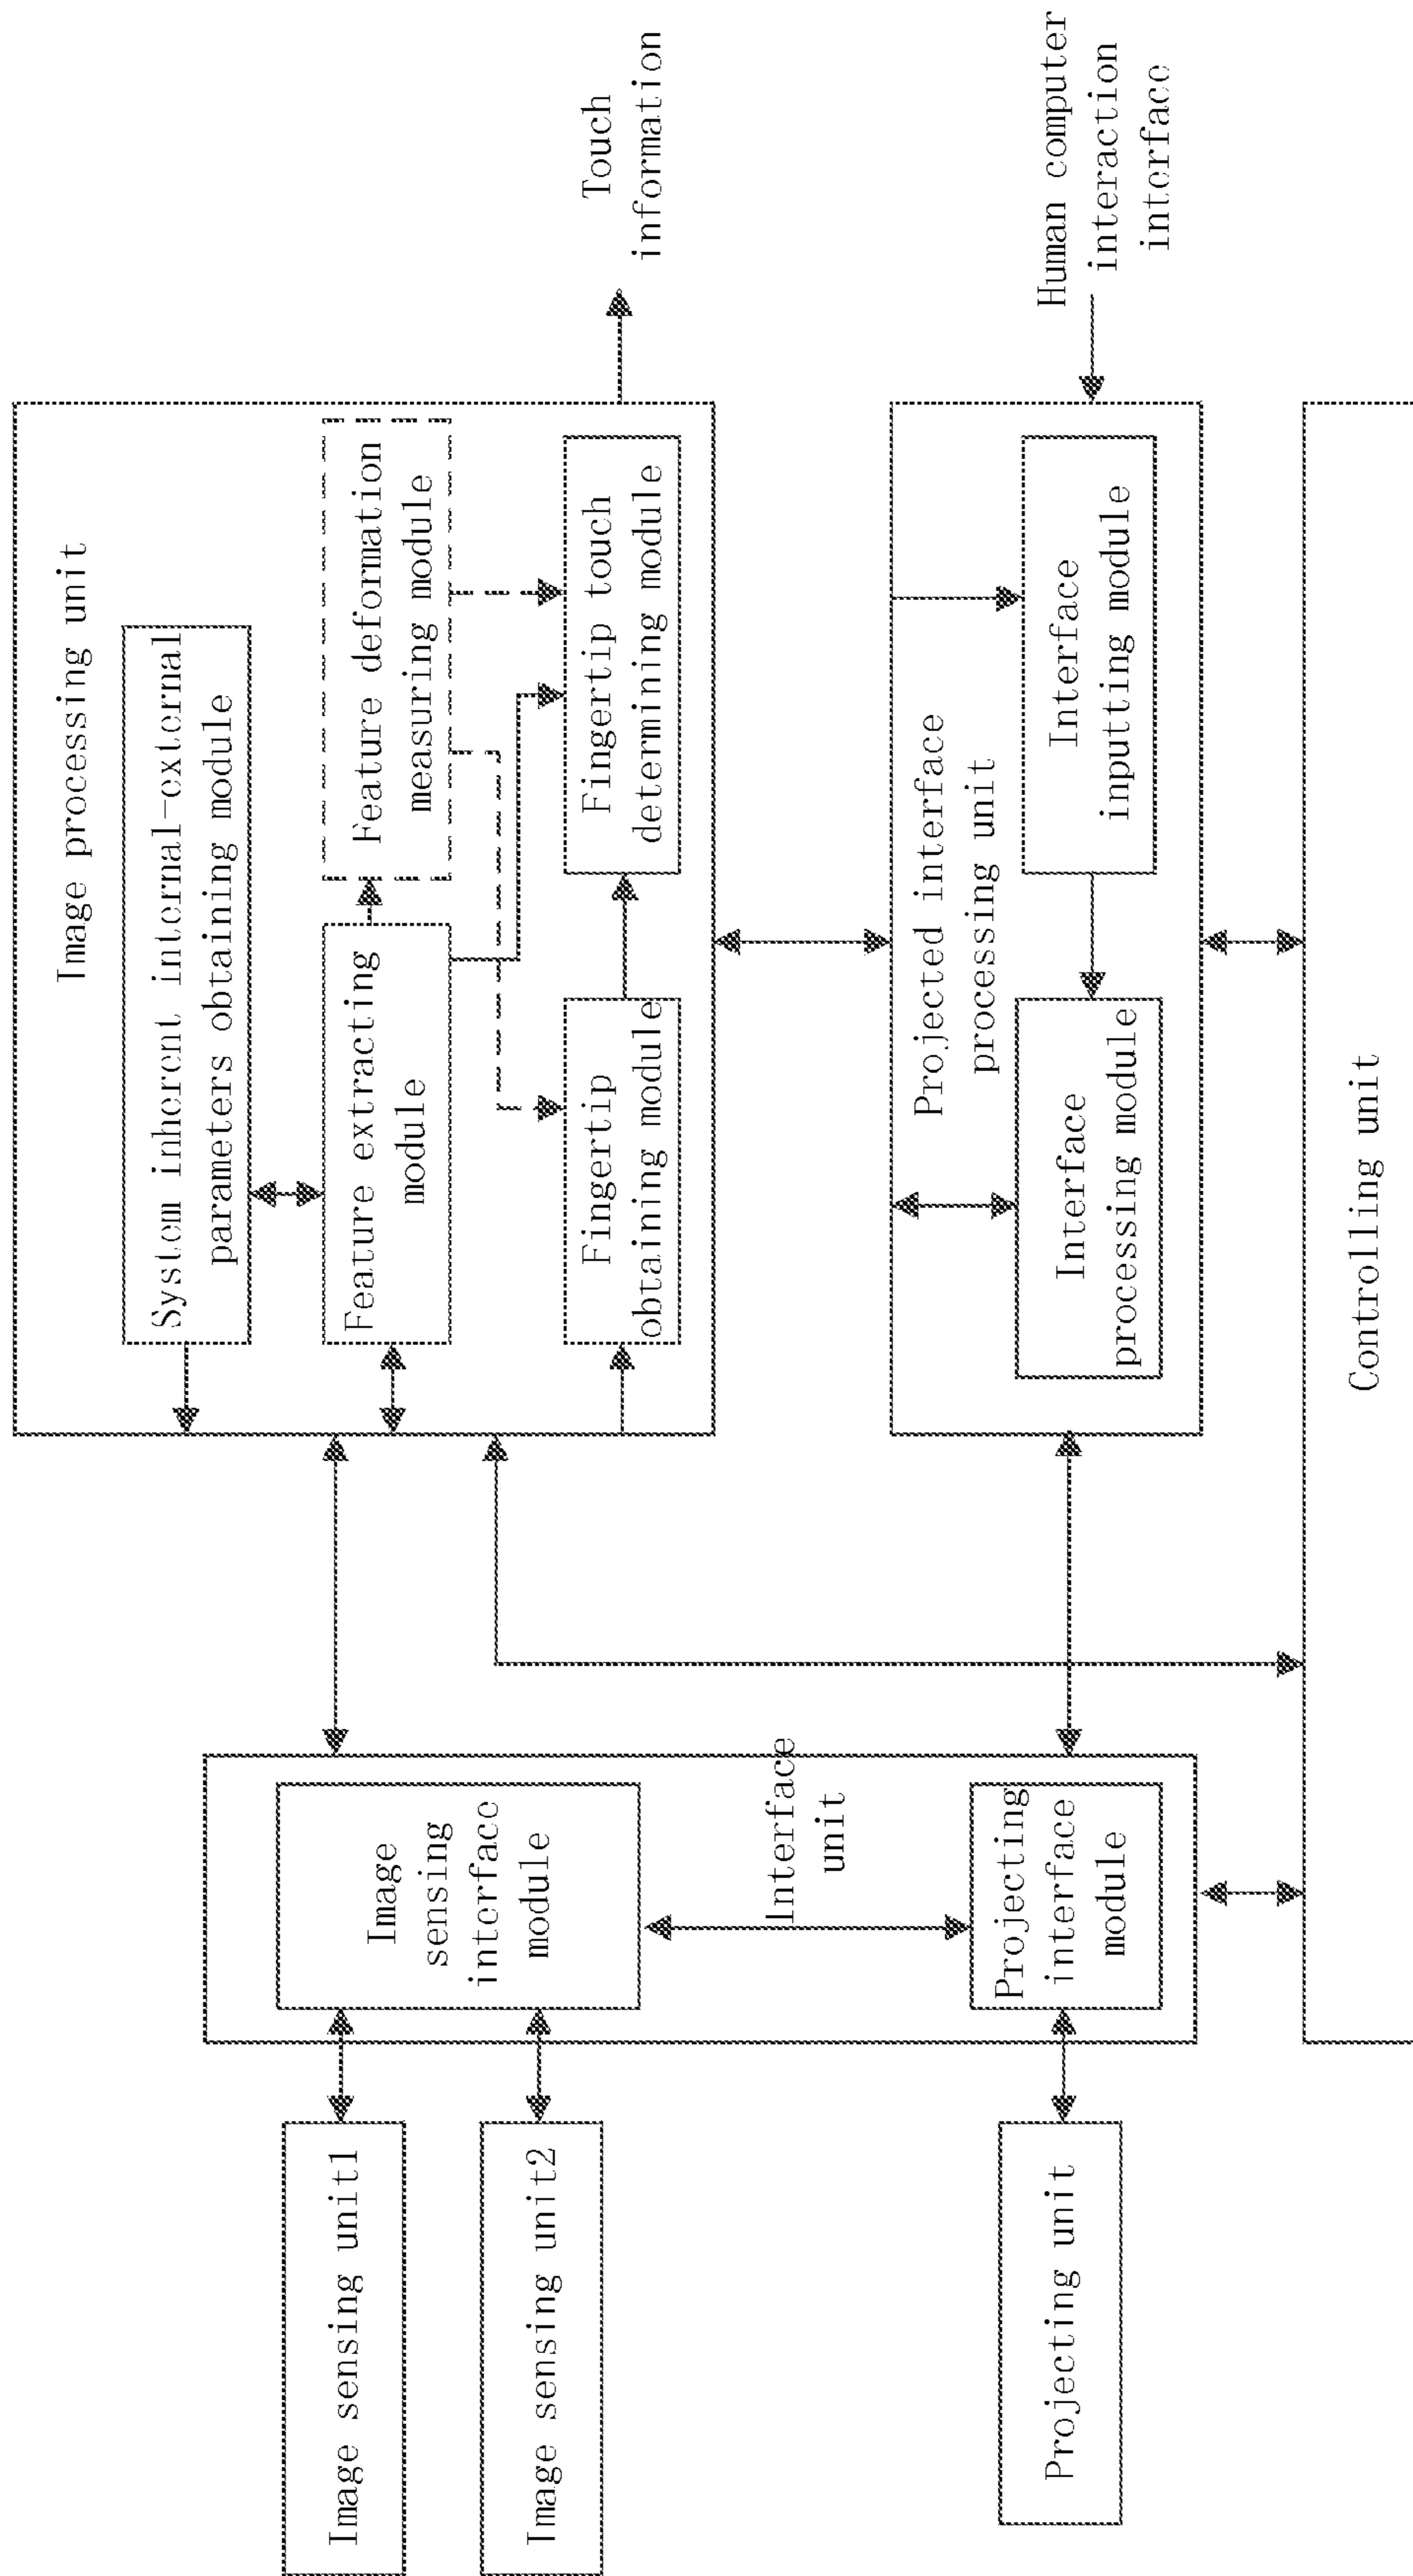 Image sensing unit1
Image sensing unit2
Projecting unit
Image
sensing
interface
module
Interface
unit
Projecting
interface
module
Image processing unit
System inherent internal-external
parameters obtaining module
Feature extracting
module
Feature deformation
measuring module
Fingertip
obtaining module
Fingertip touch
determining module
Touch
information
Projected interface
processing unit
Interface
processing module
Interface
inputting module
Human computer
interaction
interface
Controlling unit